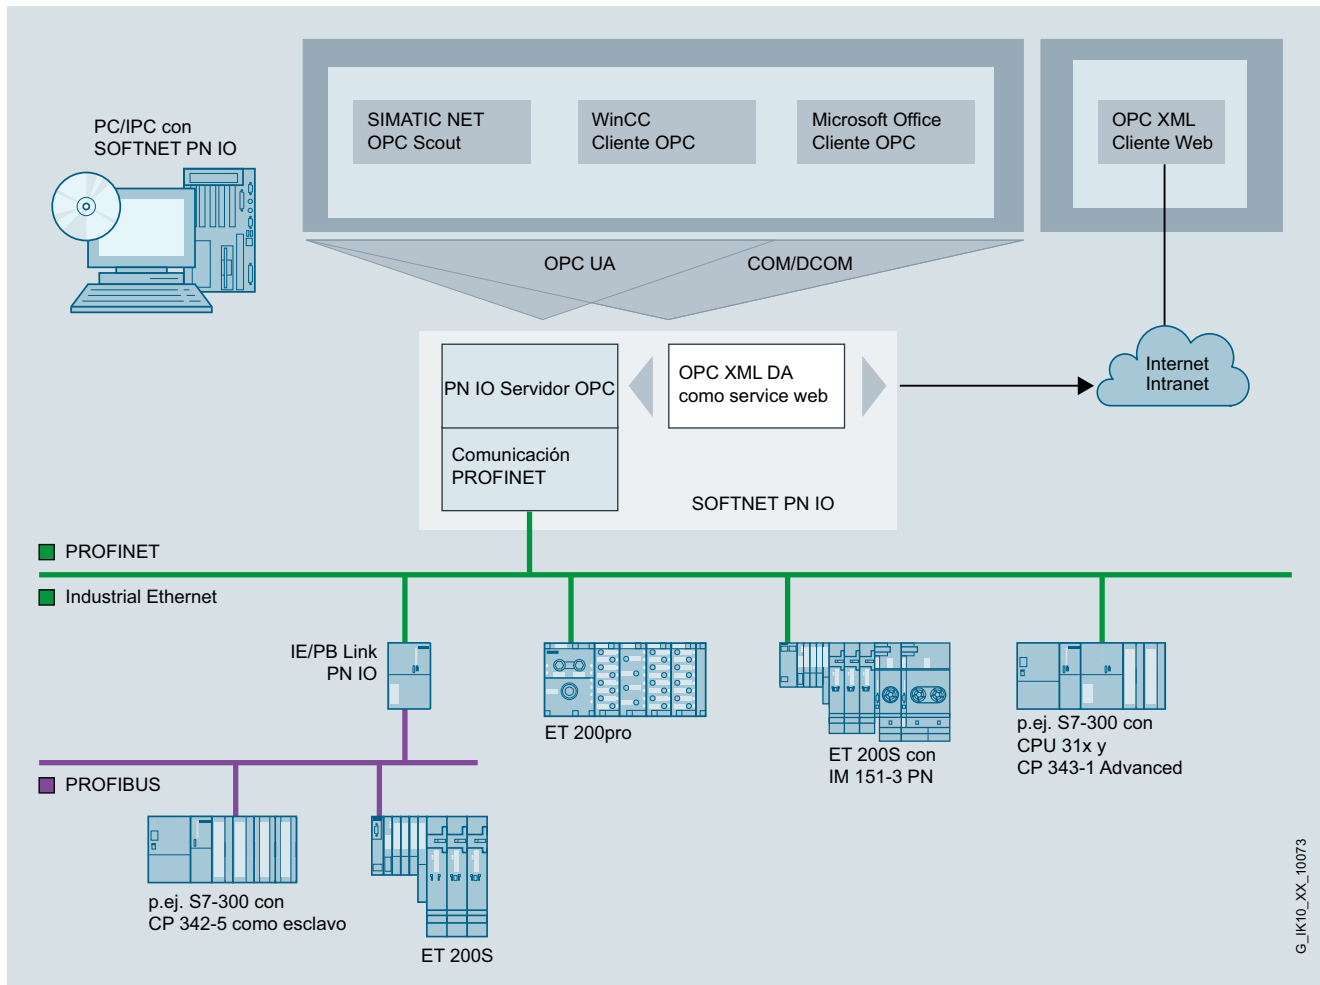 PC/IPC con
SOFTNET PN IO
SIMATIC NET
OPC Scout
WinCC
Cliente OPC
Microsoft Office
Cliente OPC
OPC XML
Cliente Web
OPC UA
COM/DCOM
PN IO Servidor OPC
OPC XML DA
como service web
Internet
Intranet
Comunicación
PROFINET
SOFTNET PN IO
PROFINET
Industrial Ethernet
IE/PB Link
PN IO
ET 200pro
ET 200S con
IM 151-3 PN
p.ej. S7-300 con
CPU 31x y
CP 343-1 Advanced
PROFIBUS
p.ej. S7-300 con
CP 342-5 como esclavo
ET 200S
G_IK10_XX_10073